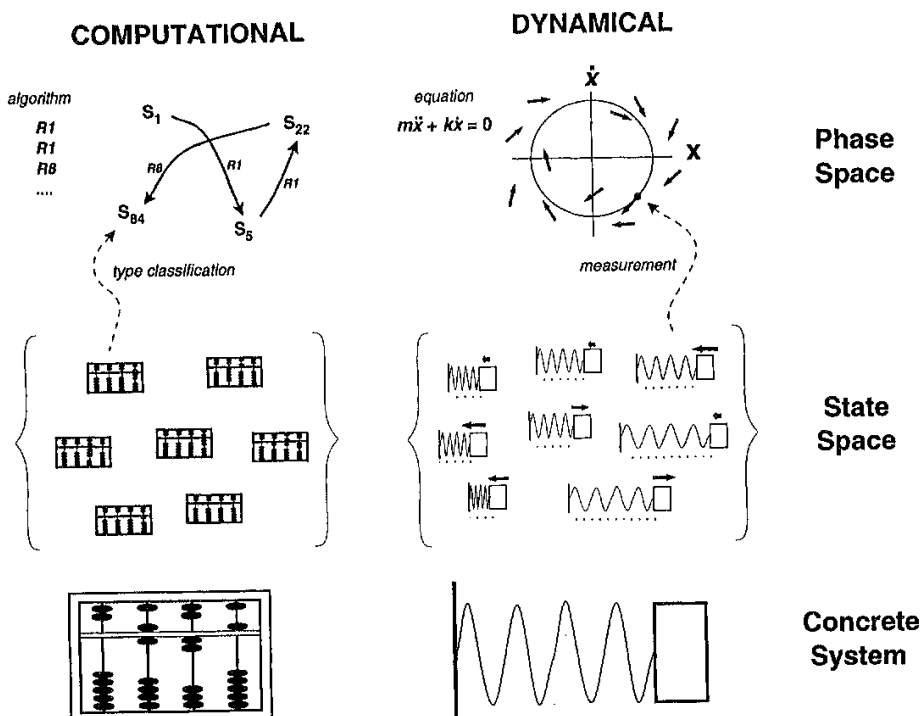 COMPUTATIONAL
DYNAMICAL
algorithm
R1
R1
R8
....
S1
S22
R8
R1
R1
S84
S5
type classification
equation
mẍ + kẋ = 0
ẋ
x
measurement
Phase
Space
State
Space
Concrete
System